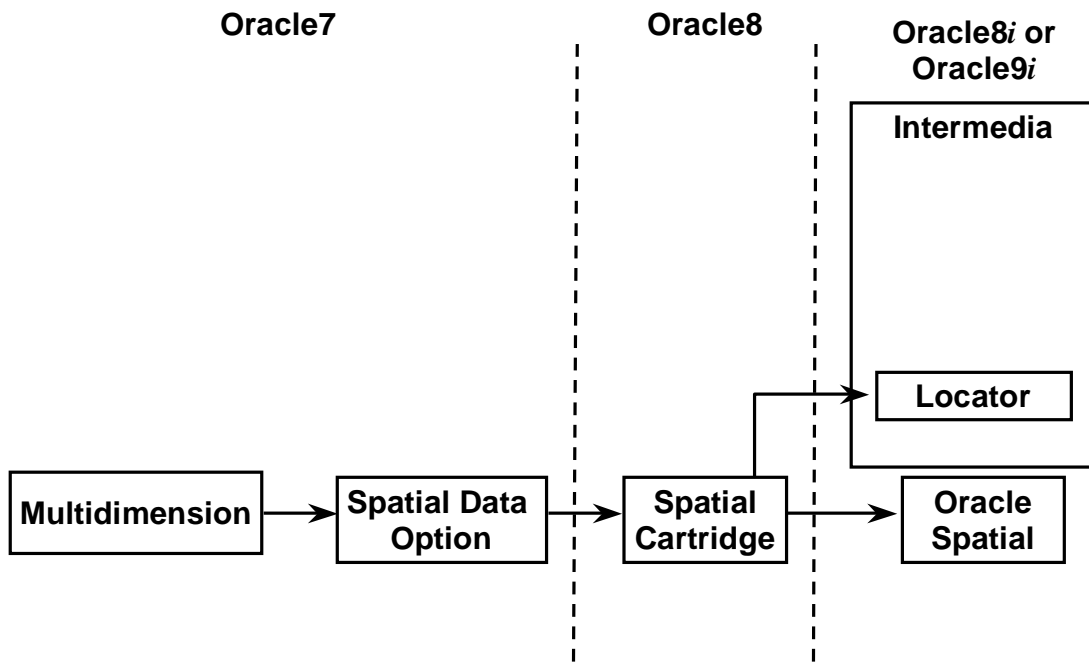 Oracle7
Oracle8
Oracle8i or
Oracle9i
Intermedia
Locator
Multidimension
Spatial Data
Option
Spatial
Cartridge
Oracle
Spatial